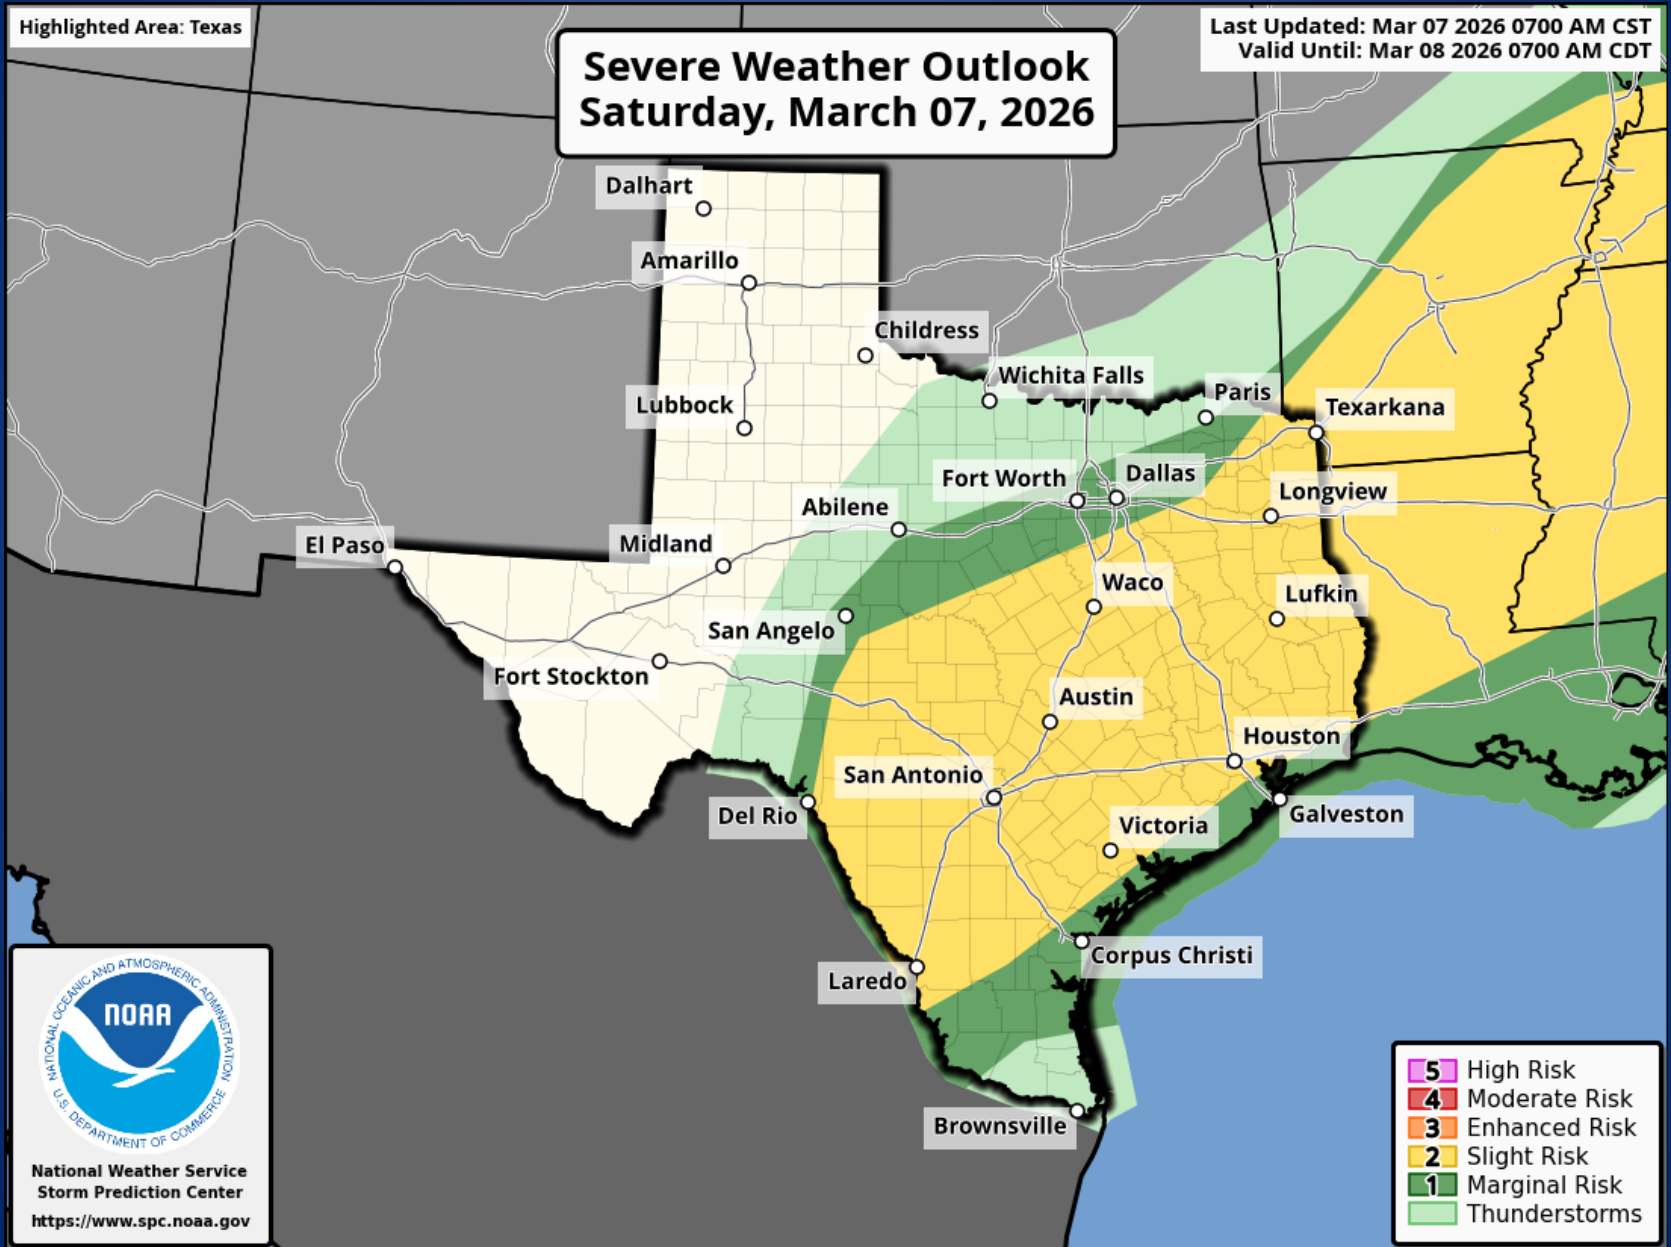 Highlighted Area: Texas
Severe Weather Outlook
Saturday, March 07, 2026
Last Updated: Mar 07 2026 0700 AM CST
Valid Until: Mar 08 2026 0700 AM CDT
Dalhart
Amarillo
Childress
Wichita Falls
Paris
Texarkana
Lubbock
Fort Worth
Dallas
Longview
Abilene
El Paso
Midland
Waco
Lufkin
San Angelo
Fort Stockton
Austin
Houston
San Antonio
Del Rio
Galveston
Victoria
Corpus Christi
Laredo
Brownsville
NATIONAL OCEANIC AND ATMOSPHERIC ADMINISTRATION
NOAA
U.S. DEPARTMENT OF COMMERCE
National Weather Service
Storm Prediction Center
https://www.spc.noaa.gov
5 High Risk
4 Moderate Risk
3 Enhanced Risk
2 Slight Risk
1 Marginal Risk
Thunderstorms